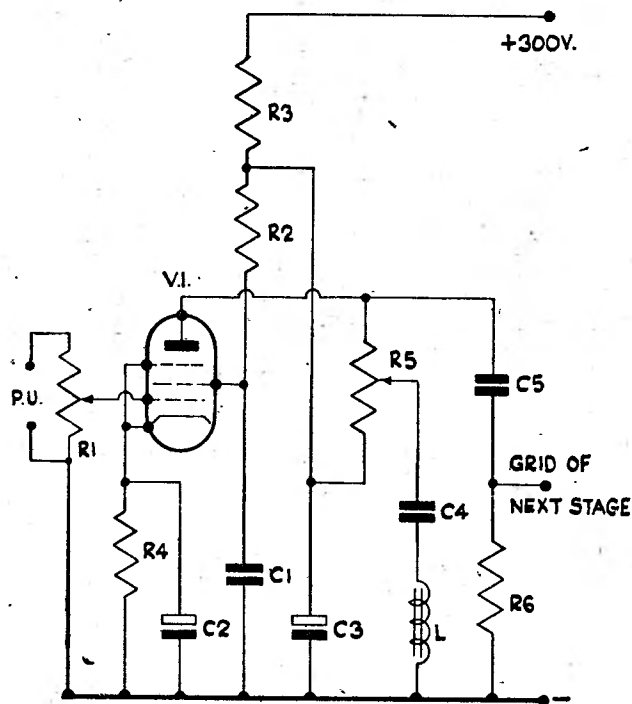 +300V.
R3
R2
V.I.
R5
P.U.
R1
C5
GRID OF
NEXT STAGE
C4
R4
C1
R6
C2
C3
L
-